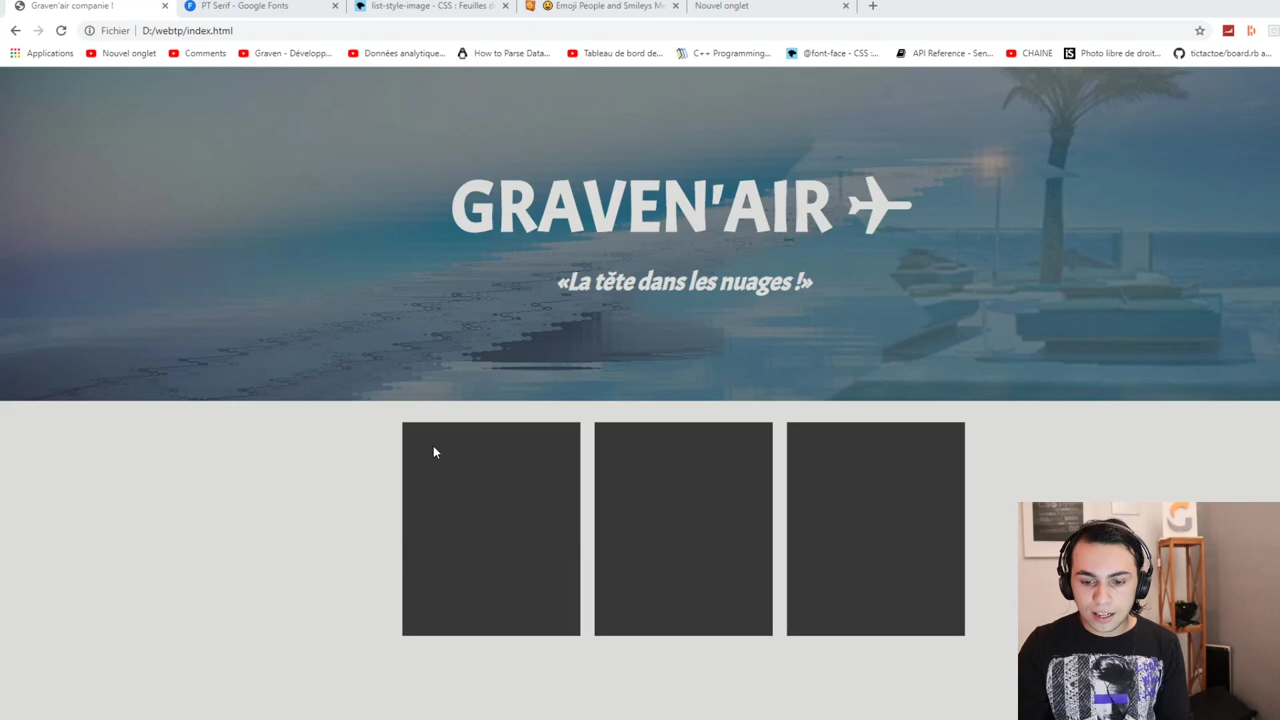 Graven'air companie !
PT Serif - Google Fonts
list-style-image - CSS : Feuilles d
Emoji People and Smileys Me
Nouvel onglet
Fichier
D:/webtp/index.html
Applications
Nouvel onglet
Comments
Graven - Développ...
Données analytique...
How to Parse Data...
Tableau de bord de...
C++ Programming...
@font-face - CSS :...
API Reference - Sen...
CHAINE
Photo libre de droit...
tictactoe/board.rb a...
GRAVEN'AIR
«La tête dans les nuages !»